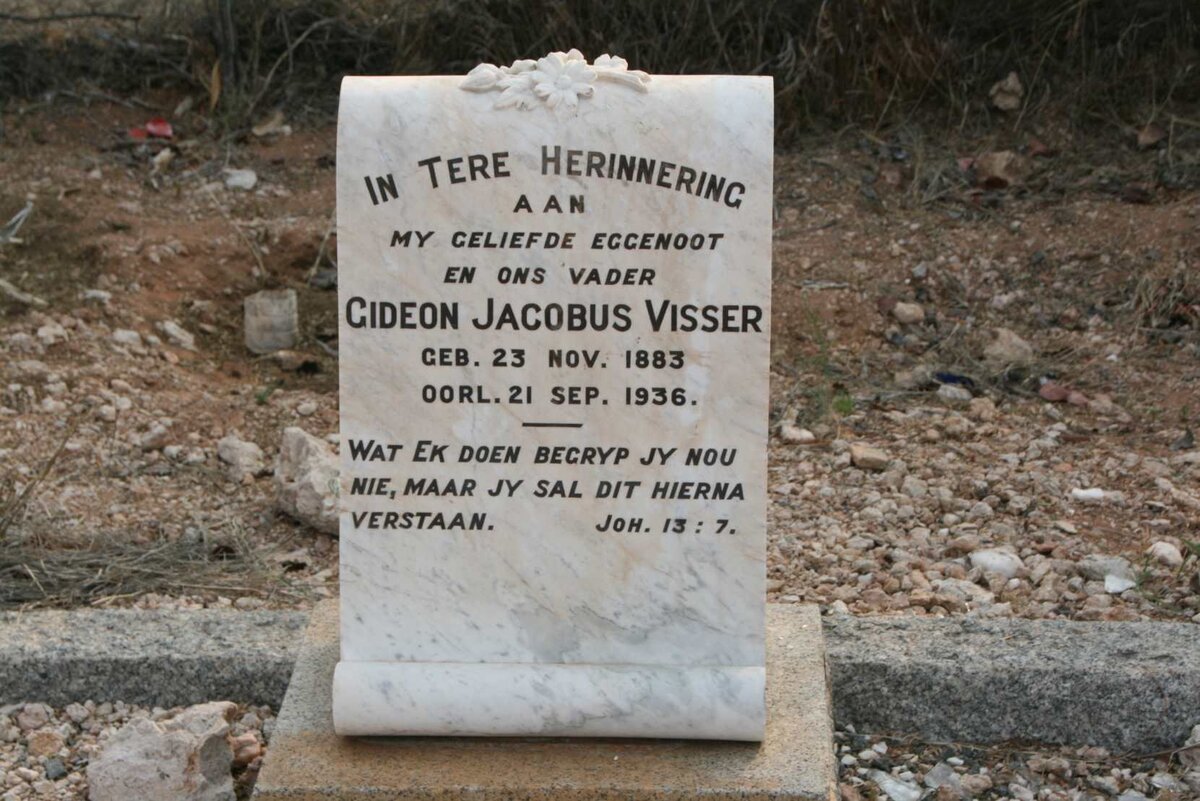 In Tere Herinnering
AAN
MY GELIEFDE EGGENOOT
EN ONS VADER
Gideon Jacobus Visser
GEB. 23 NOV. 1883
OORL. 21 SEP. 1936.
Wat Ek doen begryp jy nou
nie, maar jy sal dit hierna
verstaan. Joh. 13 : 7.